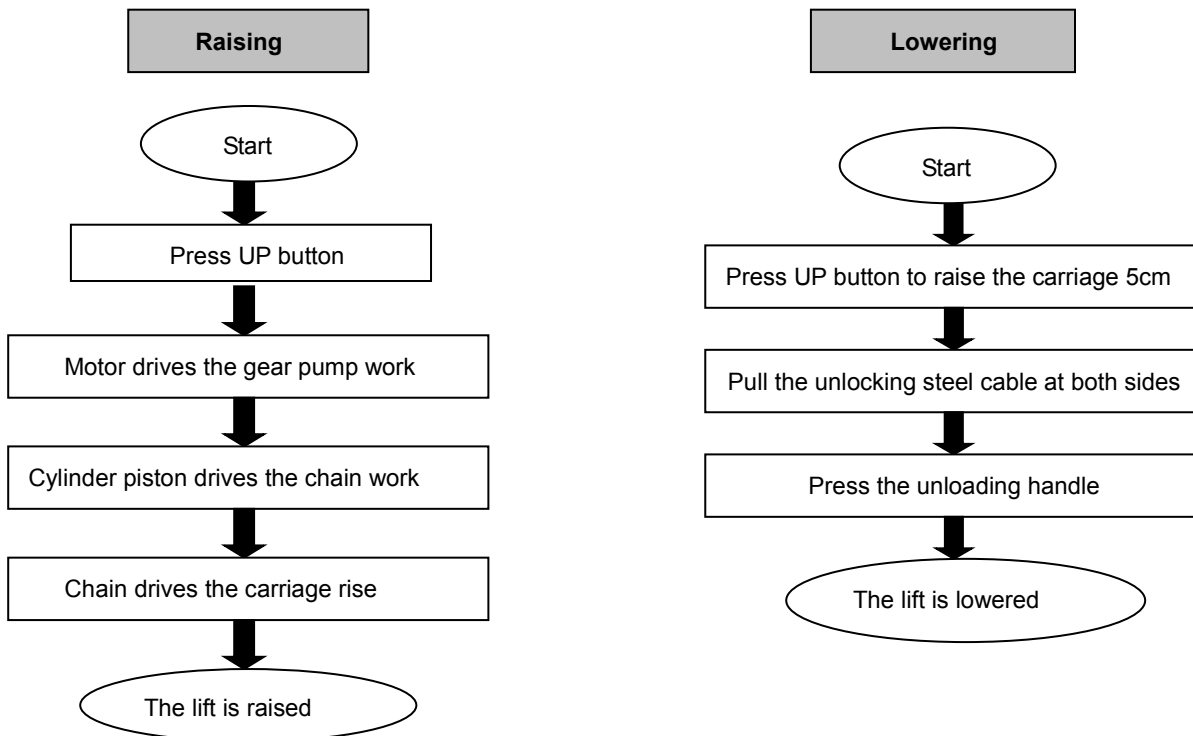 Raising
Start
Press UP button
Motor drives the gear pump work
Cylinder piston drives the chain work
Chain drives the carriage rise
The lift is raised
Lowering
Start
Press UP button to raise the carriage 5cm
Pull the unlocking steel cable at both sides
Press the unloading handle
The lift is lowered